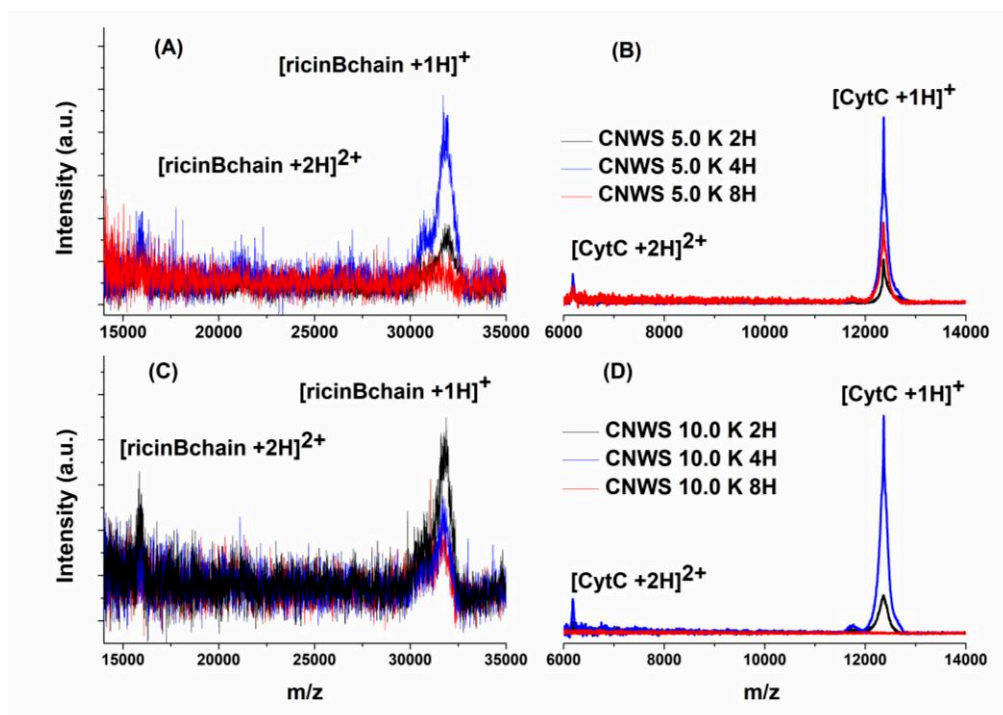 (A)
[ricinBchain +1H]⁺
[ricinBchain +2H]²⁺
Intensity (a.u.)
15000 20000 25000 30000 35000
(B)
[CytC +1H]⁺
CNWS 5.0 K 2H
CNWS 5.0 K 4H
CNWS 5.0 K 8H
[CytC +2H]²⁺
6000 8000 10000 12000 14000
(C)
[ricinBchain +1H]⁺
[ricinBchain +2H]²⁺
Intensity (a.u.)
15000 20000 25000 30000 35000
m/z
(D)
[CytC +1H]⁺
CNWS 10.0 K 2H
CNWS 10.0 K 4H
CNWS 10.0 K 8H
[CytC +2H]²⁺
6000 8000 10000 12000 14000
m/z